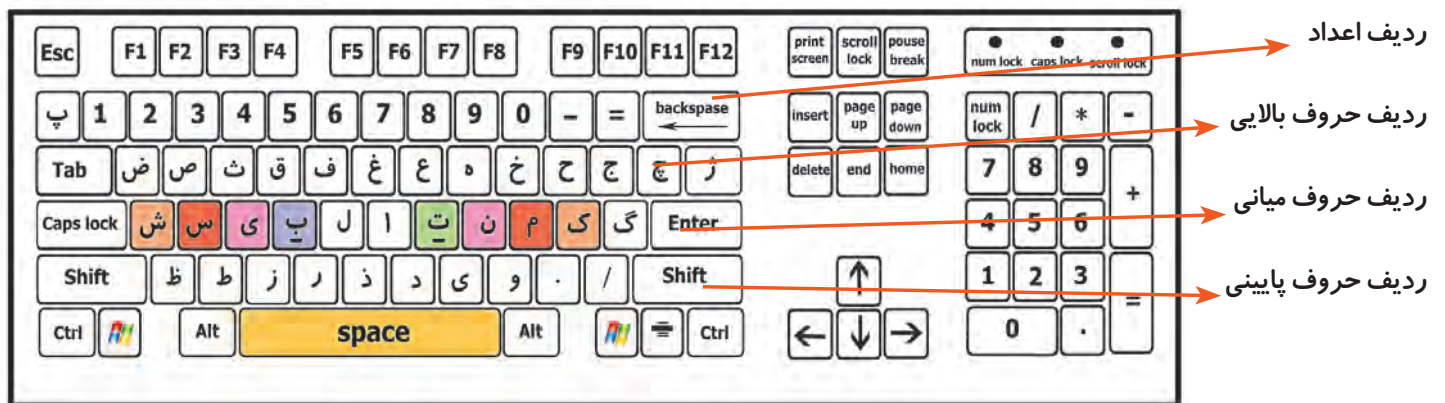 Esc F1 F2 F3 F4 F5 F6 F7 F8 F9 F10 F11 F12 print screen scroll lock pouse break num lock caps lock scroll lock
ردیف اعداد
پ 1 2 3 4 5 6 7 8 9 0 – = backspase insert page up page down num lock / * -
ردیف حروف بالایی
Tab ض ص ث ق ف غ ع ه خ ح ج چ ژ delete end home 7 8 9 +
ردیف حروف میانی
Caps lock ش س ی ب ل ا ت ن م ک گ Enter 4 5 6
Shift ظ ط ز ر ذ د ی و . / Shift ↑ 1 2 3 =
ردیف حروف پایینی
Ctrl Alt space Alt Ctrl ← ↓ → 0 .